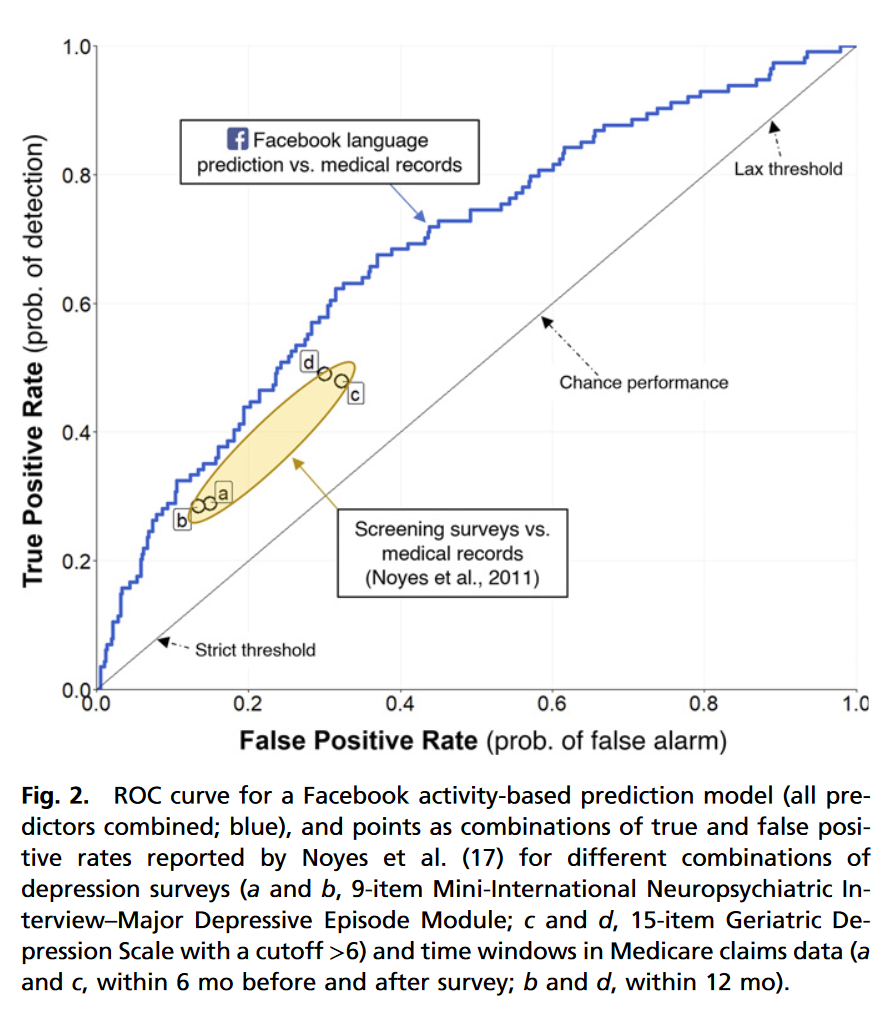 1.0
0.8
0.6
0.4
0.2
0.0
0.0
0.2
0.4
0.6
0.8
1.0
True Positive Rate (prob. of detection)
False Positive Rate (prob. of false alarm)
f Facebook language
prediction vs. medical records
Lax threshold
d
c
Chance performance
a
b
Screening surveys vs.
medical records
(Noyes et al., 2011)
Strict threshold
Fig. 2. ROC curve for a Facebook activity-based prediction model (all pre-
dictors combined; blue), and points as combinations of true and false posi-
tive rates reported by Noyes et al. (17) for different combinations of
depression surveys (a and b, 9-item Mini-International Neuropsychiatric In-
terview–Major Depressive Episode Module; c and d, 15-item Geriatric De-
pression Scale with a cutoff >6) and time windows in Medicare claims data (a
and c, within 6 mo before and after survey; b and d, within 12 mo).